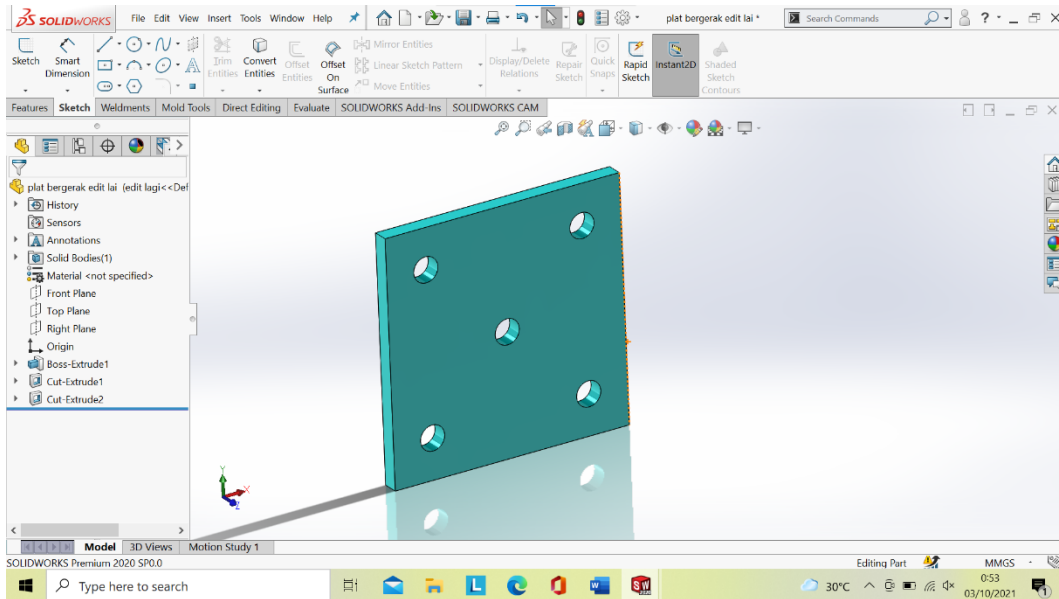 SOLIDWORKS File Edit View Insert Tools Window Help plat bergerak edit lai * Search Commands ?
Sketch Smart Dimension Trim Entities Convert Entities Offset Entities Offset On Surface Mirror Entities Linear Sketch Pattern Move Entities Display/Delete Relations Repair Sketch Quick Snaps Rapid Sketch Instant2D Shaded Sketch Contours
Features Sketch Weldments Mold Tools Direct Editing Evaluate SOLIDWORKS Add-Ins SOLIDWORKS CAM
plat bergerak edit lai (edit lagi<<Def
History
Sensors
Annotations
Solid Bodies(1)
Material <not specified>
Front Plane
Top Plane
Right Plane
Origin
Boss-Extrude1
Cut-Extrude1
Cut-Extrude2
Y
X
Z
Model 3D Views Motion Study 1
SOLIDWORKS Premium 2020 SP0.0 Editing Part MMGS
Type here to search L W SW 30°C 0:53
03/10/2021 1